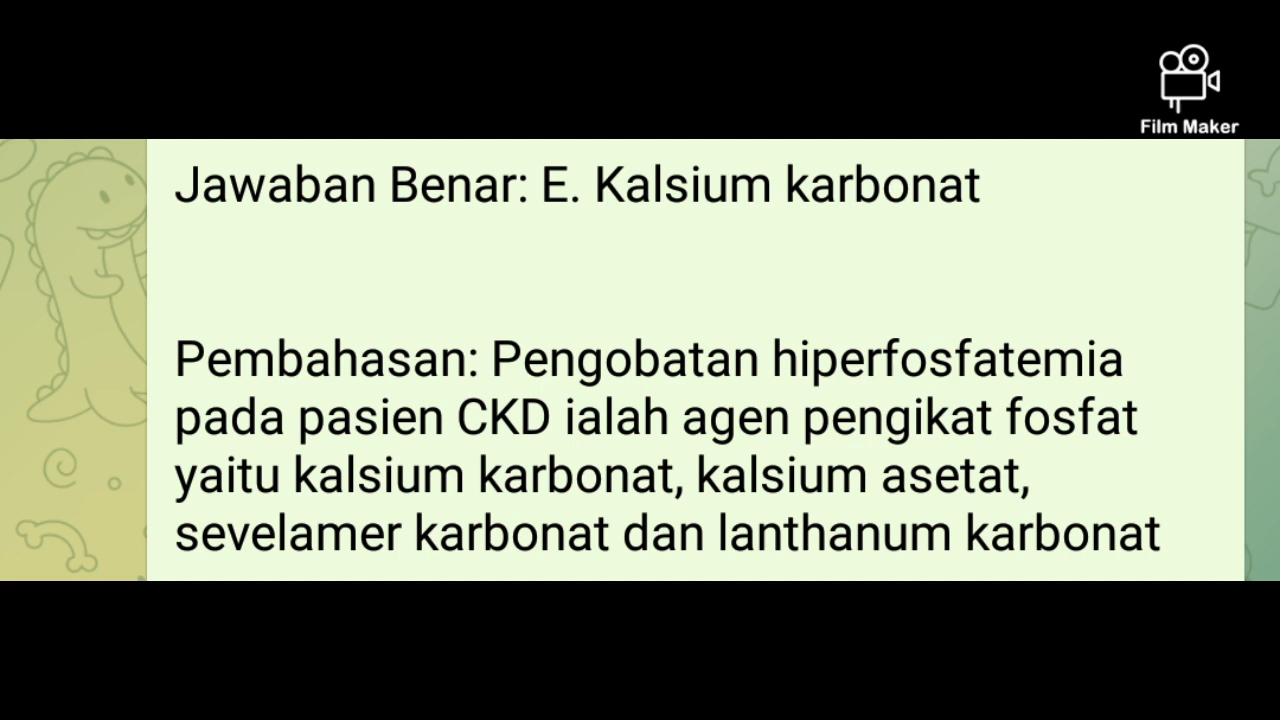 Film Maker
Jawaban Benar: E. Kalsium karbonat
Pembahasan: Pengobatan hiperfosfatemia
pada pasien CKD ialah agen pengikat fosfat
yaitu kalsium karbonat, kalsium asetat,
sevelamer karbonat dan lanthanum karbonat